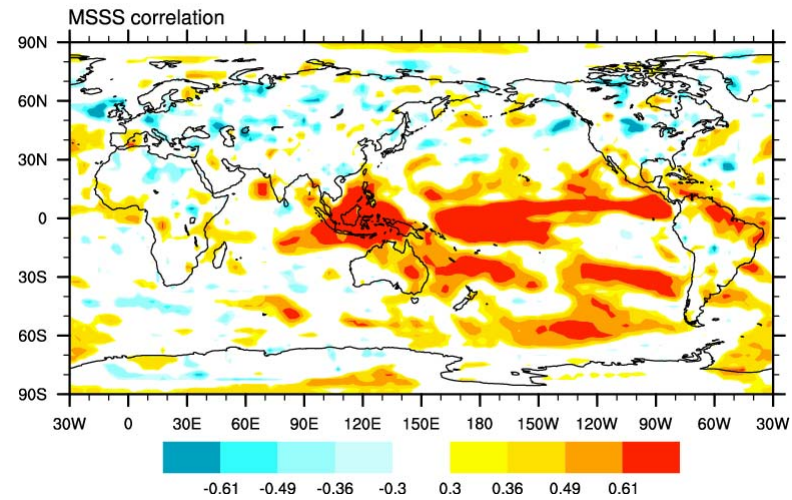 MSSS correlation
90N
60N
30N
0
30S
60S
90S
30W 0 30E 60E 90E 120E 150E 180 150W 120W 90W 60W 30W
-0.61 -0.49 -0.36 -0.3 0.3 0.36 0.49 0.61